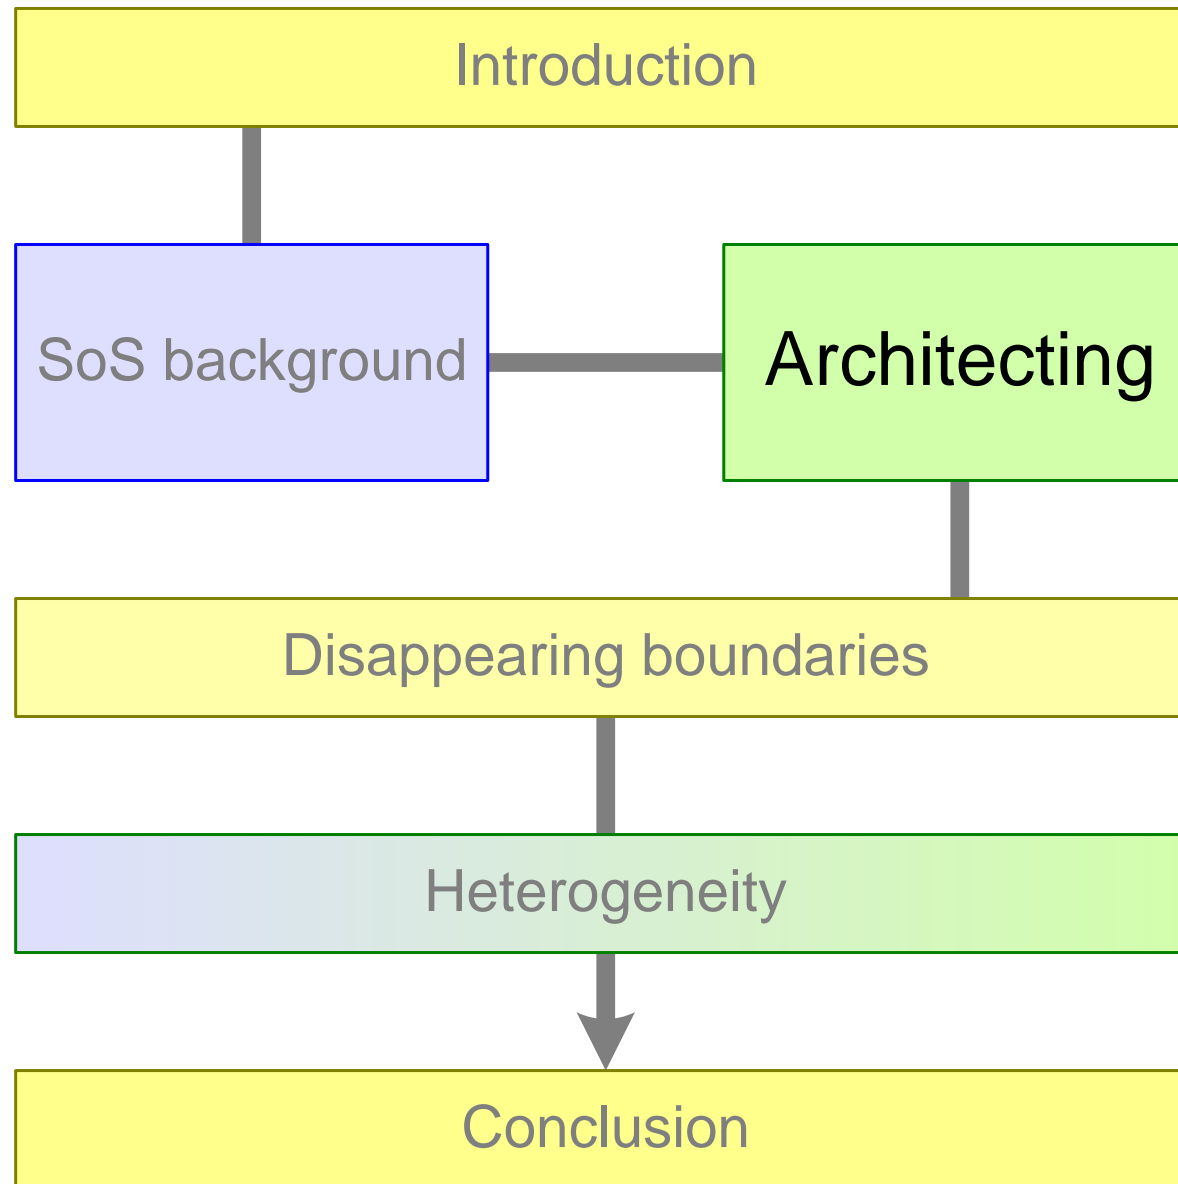 Introduction
SoS background
Architecting
Disappearing boundaries
Heterogeneity
Conclusion